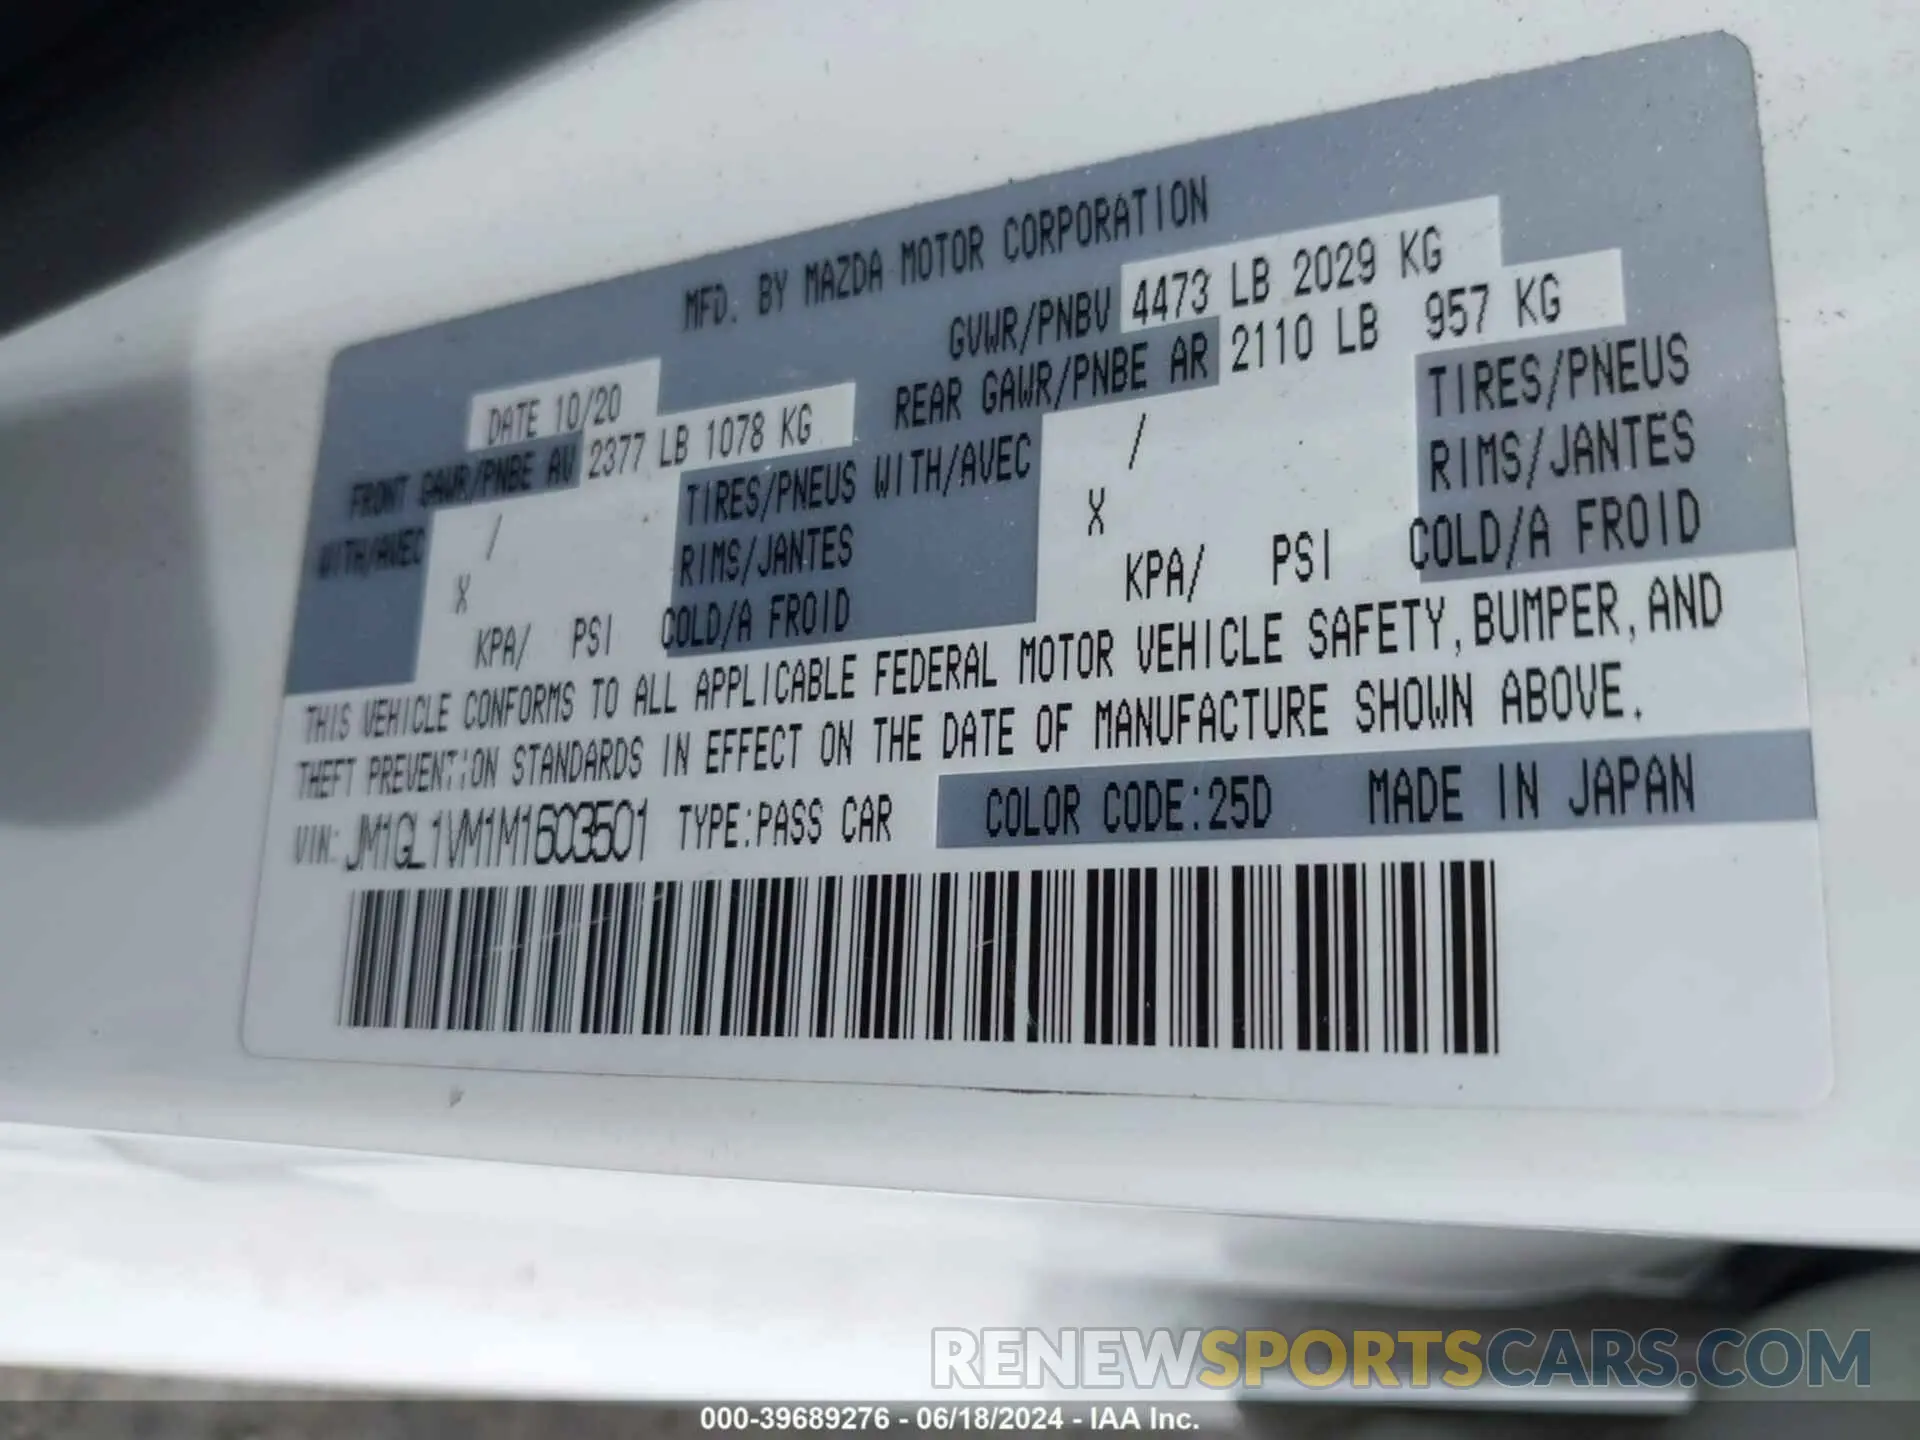 MFD. BY MAZDA MOTOR CORPORATION
DATE 10/20 GVWR/PNBV 4473 LB 2029 KG
FRONT GAWR/PNBE AV 2377 LB 1078 KG REAR GAWR/PNBE AR 2110 LB 957 KG
WITH/AVEC / TIRES/PNEUS WITH/AVEC / TIRES/PNEUS
X RIMS/JANTES X RIMS/JANTES
KPA/ PSI COLD/A FROID KPA/ PSI COLD/A FROID
THIS VEHICLE CONFORMS TO ALL APPLICABLE FEDERAL MOTOR VEHICLE SAFETY, BUMPER, AND
THEFT PREVENTION STANDARDS IN EFFECT ON THE DATE OF MANUFACTURE SHOWN ABOVE.
VIN: JM1GL1VM1M1603501 TYPE:PASS CAR COLOR CODE:25D MADE IN JAPAN
RENEWSPORTSCARS.COM
000-39689276 - 06/18/2024 - IAA Inc.